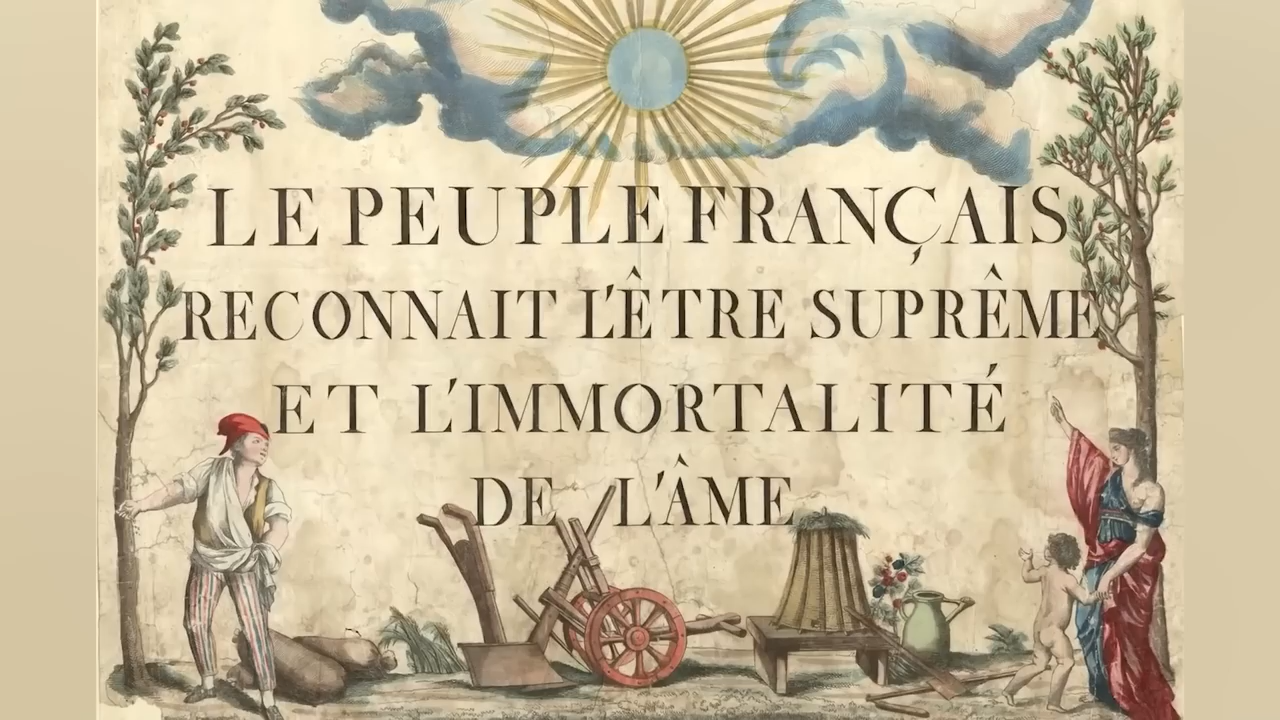 LE PEUPLE FRANÇAIS
RECONNAIT L'ÊTRE SUPRÊME
ET L'IMMORTALITÉ
DE L'ÂME